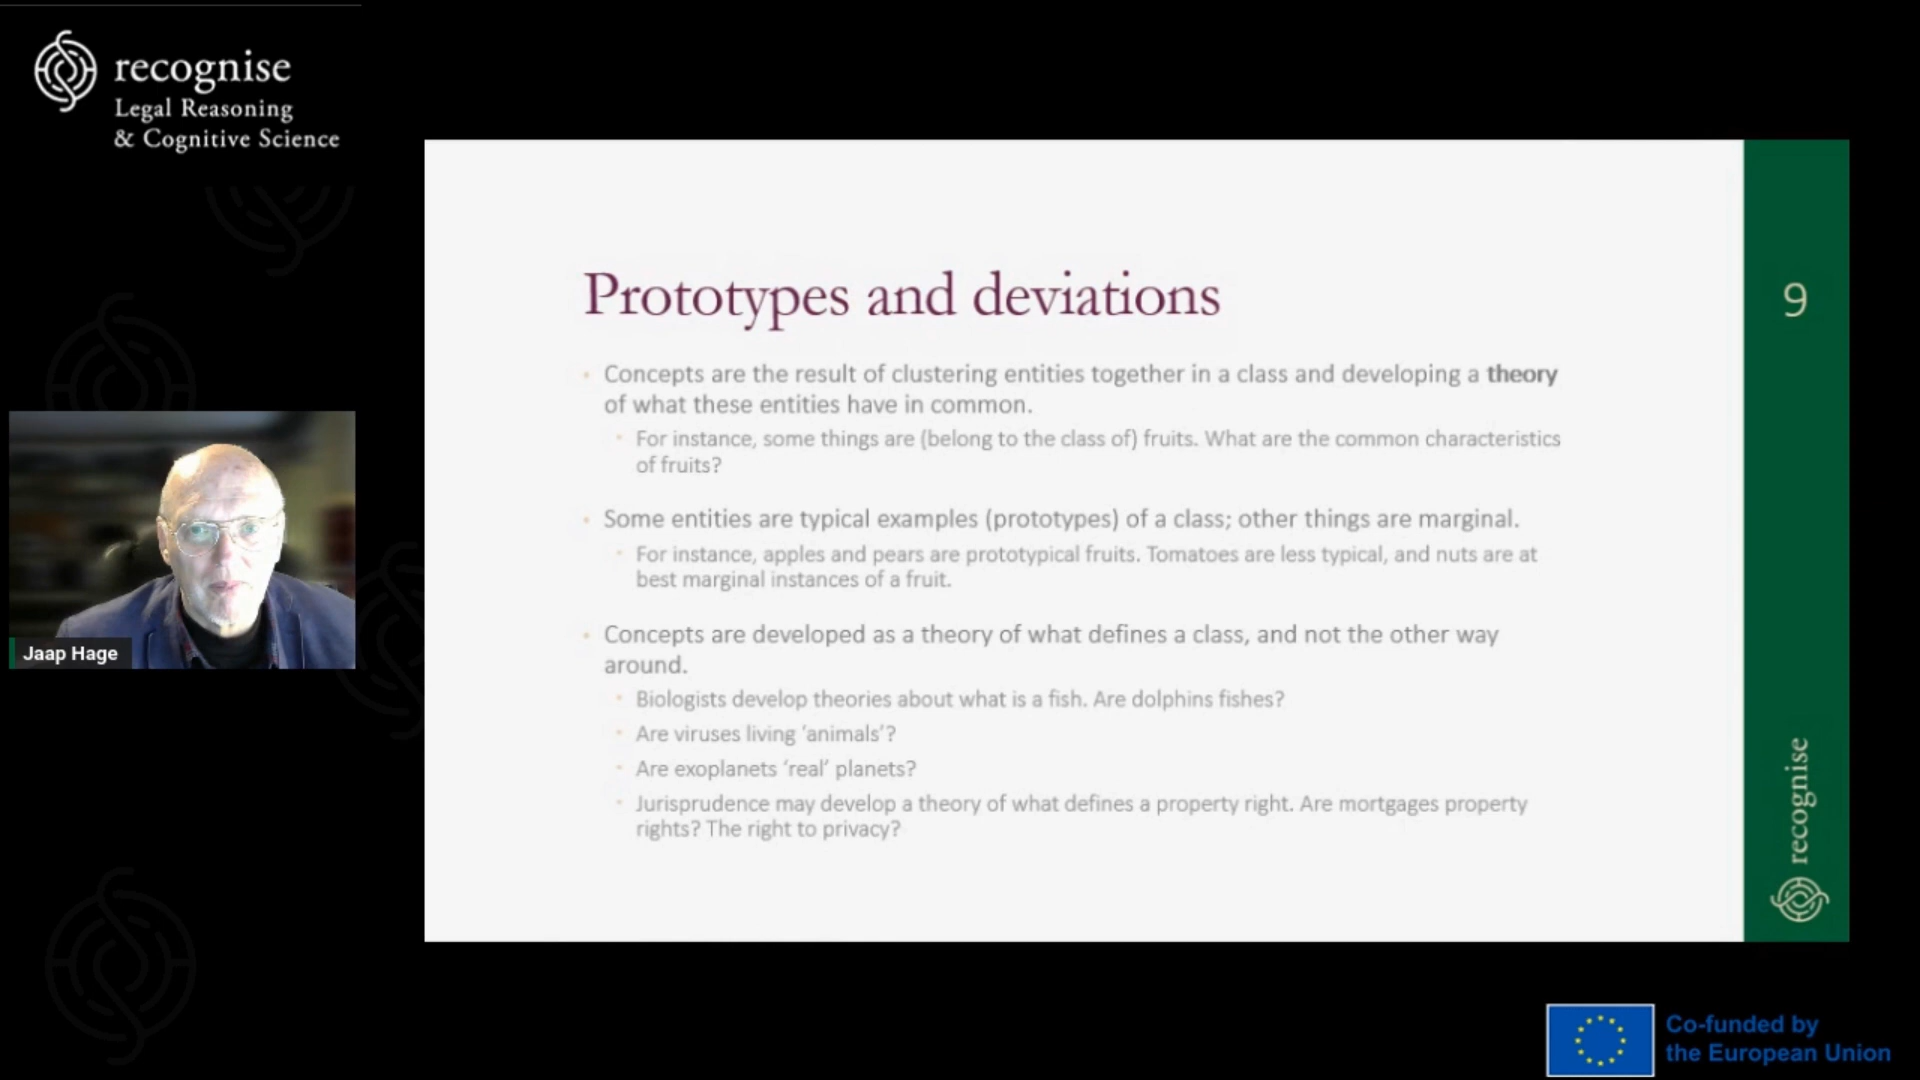 recognise
Legal Reasoning
& Cognitive Science
Prototypes and deviations
9
• Concepts are the result of clustering entities together in a class and developing a theory
of what these entities have in common.
• For instance, some things are (belong to the class of) fruits. What are the common characteristics
of fruits?
• Some entities are typical examples (prototypes) of a class; other things are marginal.
• For instance, apples and pears are prototypical fruits. Tomatoes are less typical, and nuts are at
best marginal instances of a fruit.
• Concepts are developed as a theory of what defines a class, and not the other way
around.
• Biologists develop theories about what is a fish. Are dolphins fishes?
• Are viruses living ‘animals’?
• Are exoplanets ‘real’ planets?
• Jurisprudence may develop a theory of what defines a property right. Are mortgages property
rights? The right to privacy?
recognise
Jaap Hage
Co-funded by
the European Union